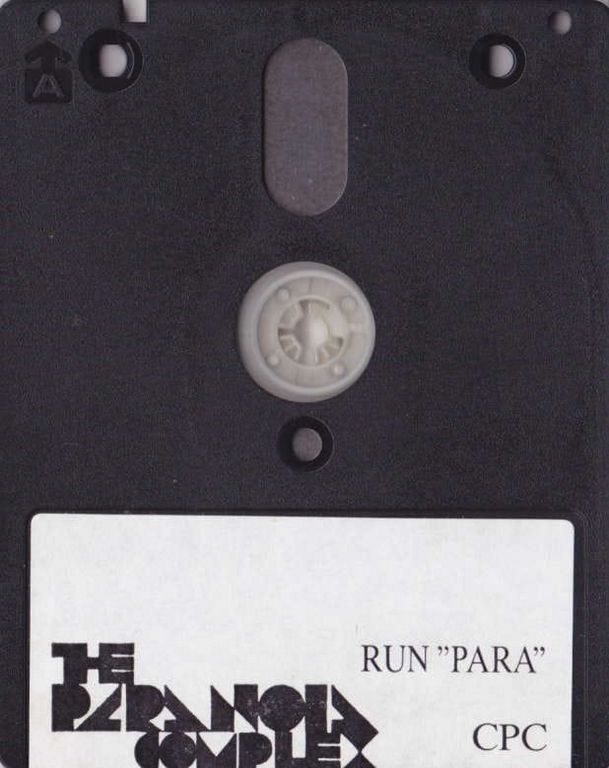 A
THE
PARANOIA
COMPLEX
RUN "PARA"
CPC